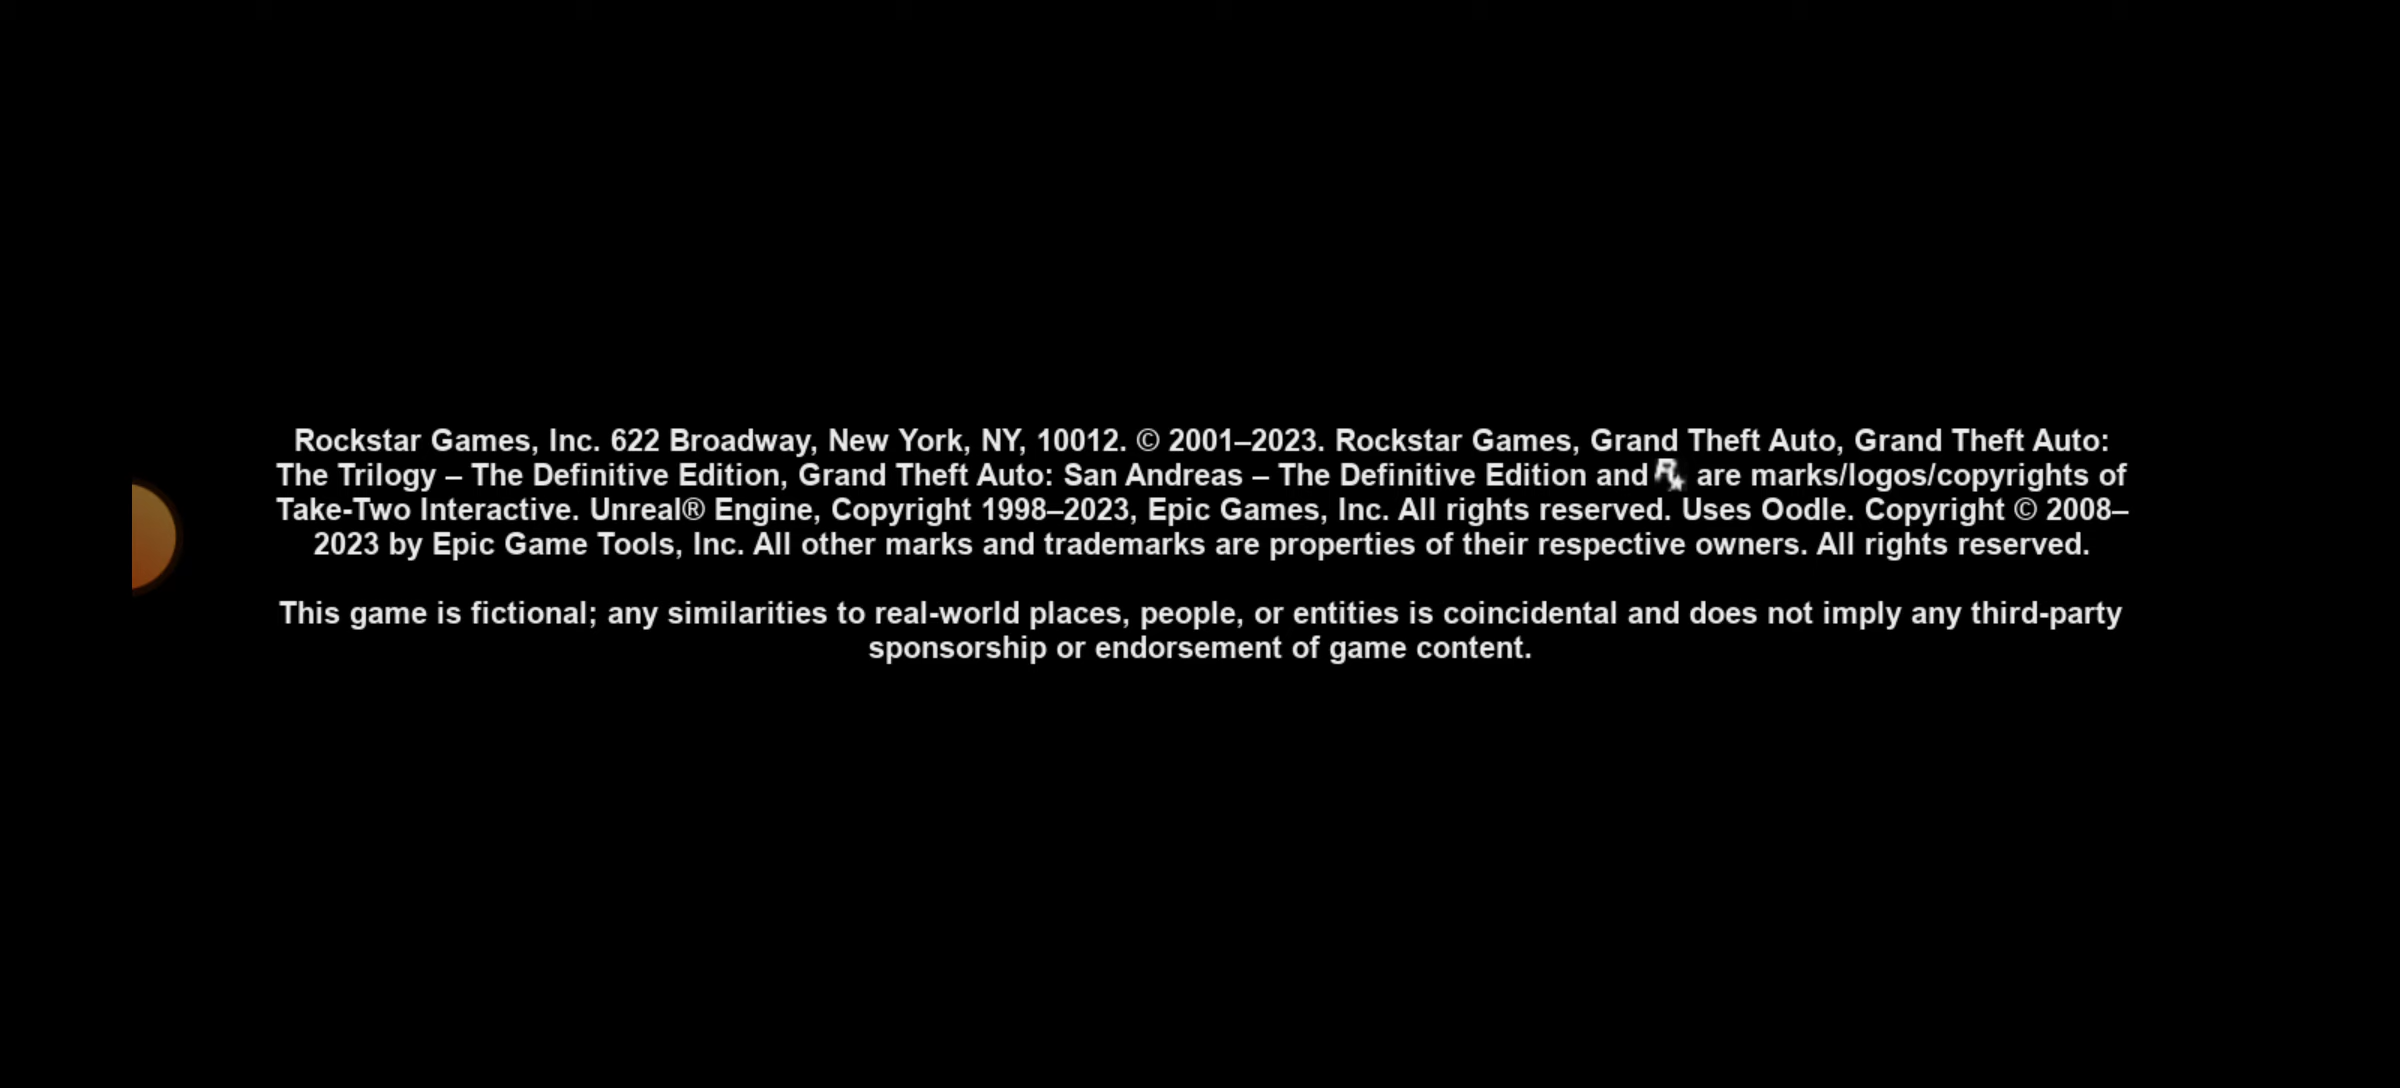 Rockstar Games, Inc. 622 Broadway, New York, NY, 10012. © 2001–2023. Rockstar Games, Grand Theft Auto, Grand Theft Auto:
The Trilogy – The Definitive Edition, Grand Theft Auto: San Andreas – The Definitive Edition and R★ are marks/logos/copyrights of
Take-Two Interactive. Unreal® Engine, Copyright 1998–2023, Epic Games, Inc. All rights reserved. Uses Oodle. Copyright © 2008–
2023 by Epic Game Tools, Inc. All other marks and trademarks are properties of their respective owners. All rights reserved.
This game is fictional; any similarities to real-world places, people, or entities is coincidental and does not imply any third-party
sponsorship or endorsement of game content.